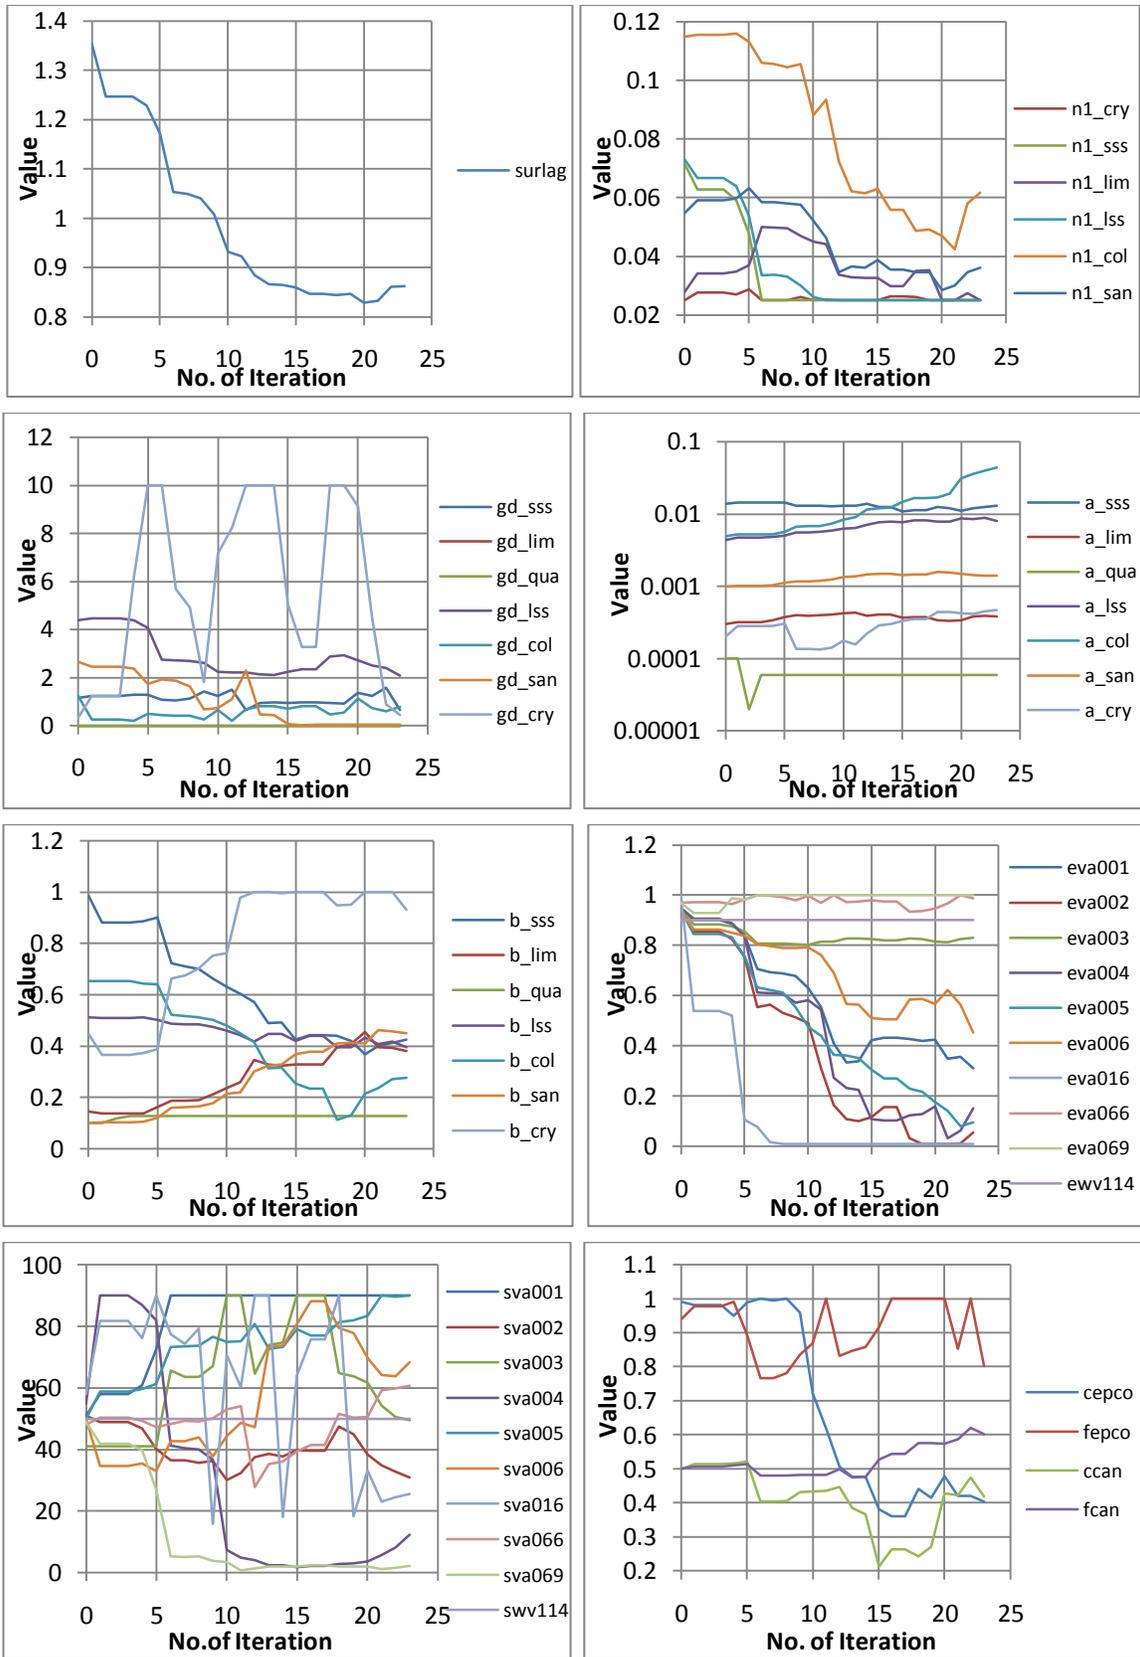 1.4
1.3
1.2
1.1
1
0.9
0.8
Value
0 5 10 15 20 25
No. of Iteration
surlag
0.12
0.1
0.08
0.06
0.04
0.02
Value
0 5 10 15 20 25
No. of Iteration
n1_cry
n1_sss
n1_lim
n1_lss
n1_col
n1_san
12
10
8
6
4
2
0
Value
0 5 10 15 20 25
No. of Iteration
gd_sss
gd_lim
gd_qua
gd_lss
gd_col
gd_san
gd_cry
0.1
0.01
0.001
0.0001
0.00001
Value
0 5 10 15 20 25
No. of Iteration
a_sss
a_lim
a_qua
a_lss
a_col
a_san
a_cry
1.2
1
0.8
0.6
0.4
0.2
0
Value
0 5 10 15 20 25
No. of Iteration
b_sss
b_lim
b_qua
b_lss
b_col
b_san
b_cry
1.2
1
0.8
0.6
0.4
0.2
0
Value
0 5 10 15 20 25
No. of Iteration
eva001
eva002
eva003
eva004
eva005
eva006
eva016
eva066
eva069
ewv114
100
80
60
40
20
0
Value
0 5 10 15 20 25
No.of Iteration
sva001
sva002
sva003
sva004
sva005
sva006
sva016
sva066
sva069
swv114
1.1
1
0.9
0.8
0.7
0.6
0.5
0.4
0.3
0.2
Value
0 5 10 15 20 25
No. of Iteration
cepco
fepco
ccan
fcan